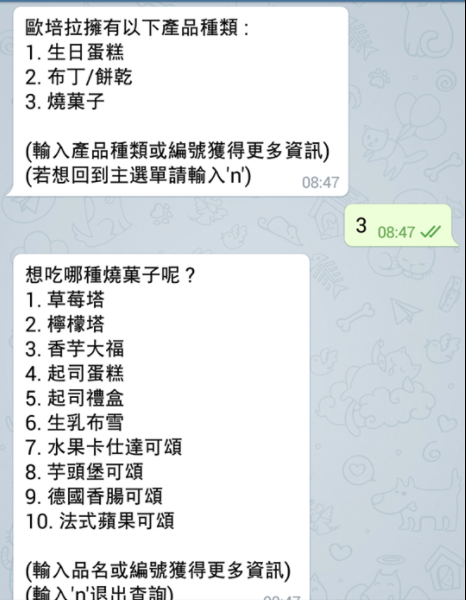 歐培拉擁有以下產品種類 :
1. 生日蛋糕
2. 布丁/餅乾
3. 燒菓子
(輸入產品種類或編號獲得更多資訊)
(若想回到主選單請輸入'n')
08:47
3 08:47
想吃哪種燒菓子呢 ?
1. 草莓塔
2. 檸檬塔
3. 香芋大福
4. 起司蛋糕
5. 起司禮盒
6. 生乳布雪
7. 水果卡仕達可頌
8. 芋頭堡可頌
9. 德國香腸可頌
10. 法式蘋果可頌
(輸入品名或編號獲得更多資訊)
(輸入'n'退出查詢)
08:47